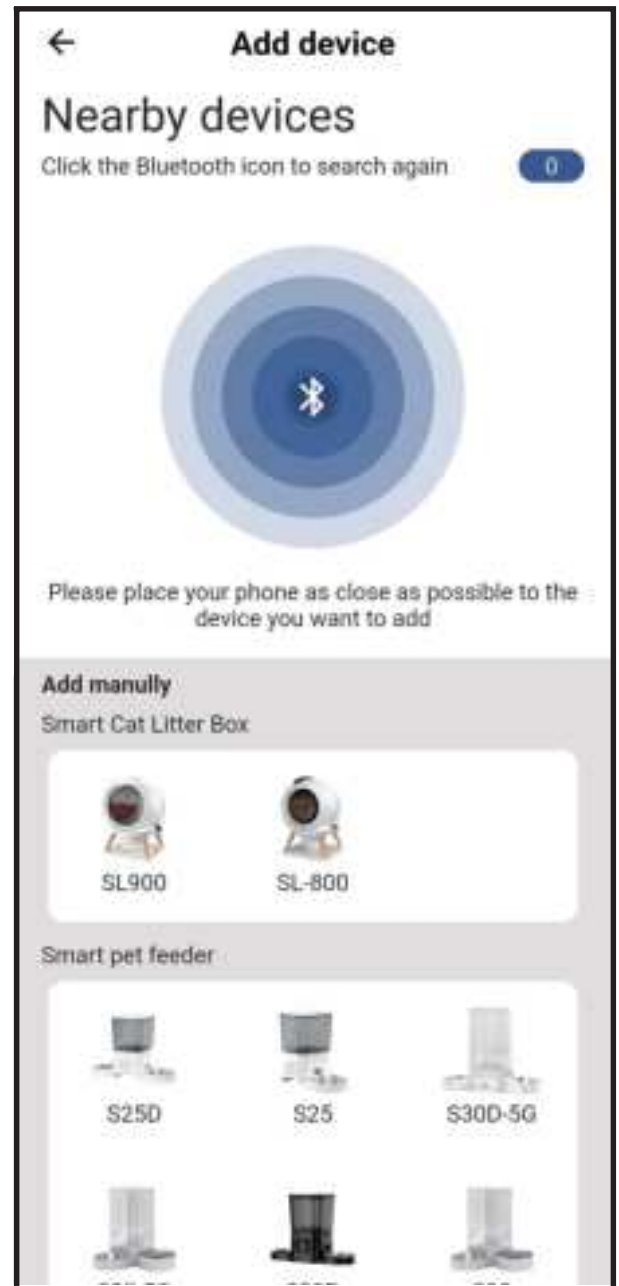 Add device
Nearby devices
Click the Bluetooth icon to search again
0
Please place your phone as close as possible to the
device you want to add
Add manully
Smart Cat Litter Box
SL900
SL-800
Smart pet feeder
S25D
S25
S30D-5G